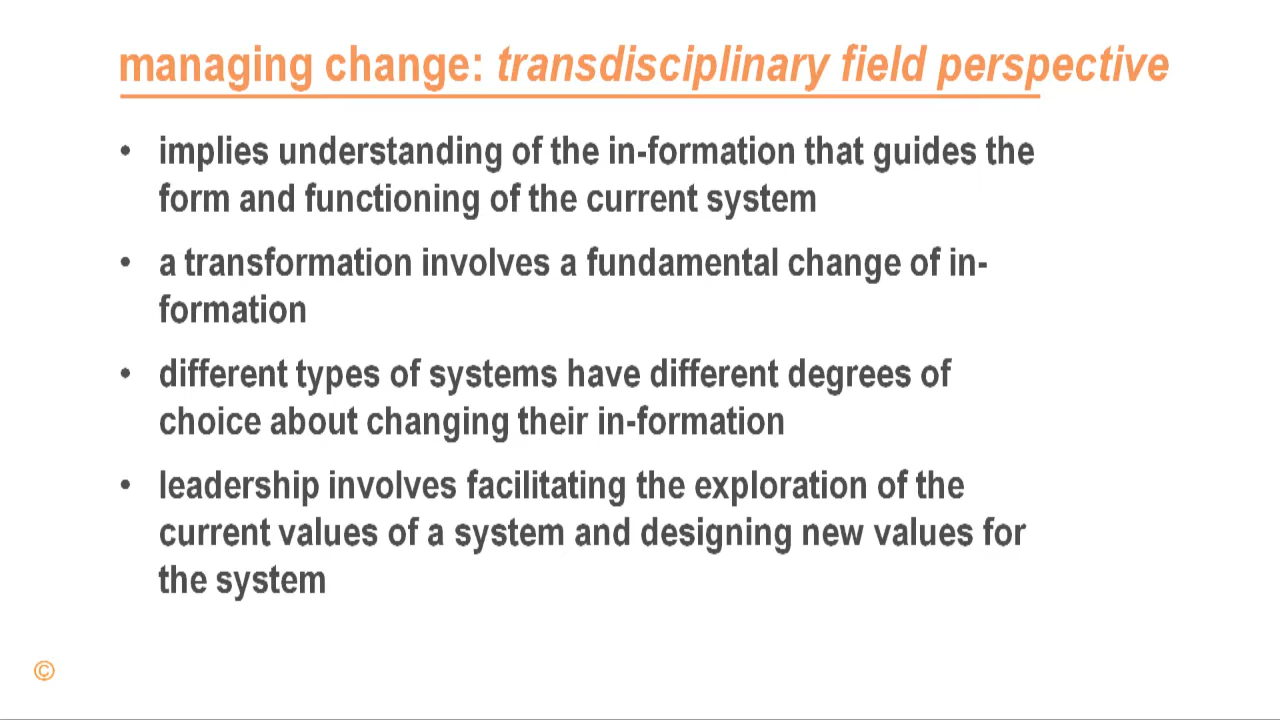 managing change: transdisciplinary field perspective
• implies understanding of the in-formation that guides the
form and functioning of the current system
• a transformation involves a fundamental change of in-
formation
• different types of systems have different degrees of
choice about changing their in-formation
• leadership involves facilitating the exploration of the
current values of a system and designing new values for
the system
©